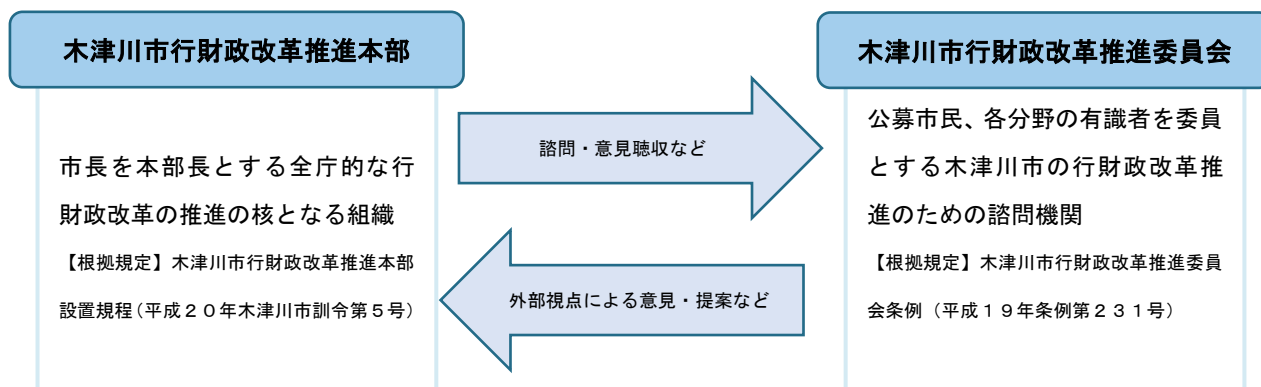 木津川市行財政改革推進本部
市長を本部長とする全庁的な行
財政改革の推進の核となる組織
【根拠規定】木津川市行財政改革推進本部
設置規程(平成20年木津川市訓令第5号)
諮問・意見聴収など
外部視点による意見・提案など
木津川市行財政改革推進委員会
公募市民、各分野の有識者を委員
とする木津川市の行財政改革推
進のための諮問機関
【根拠規定】木津川市行財政改革推進委員
会条例(平成19年条例第231号)